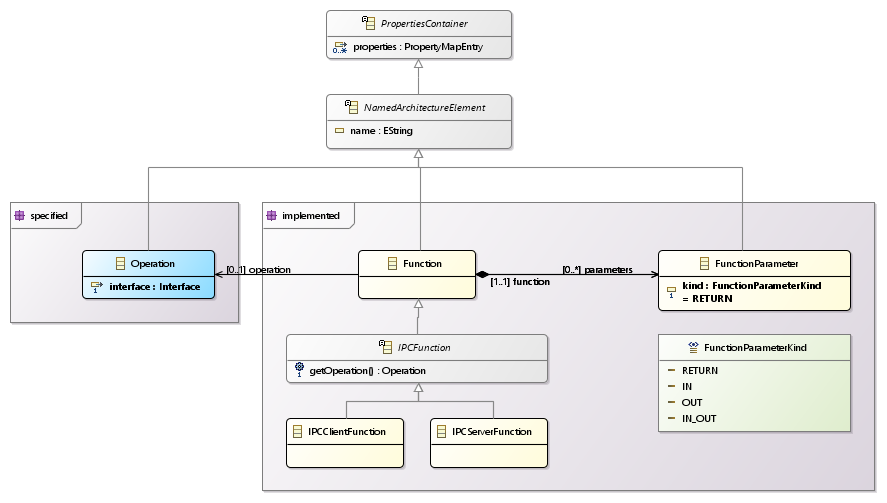 PropertiesContainer
0..*
properties : PropertyMapEntry
NamedArchitectureElement
name : EString
specified
implemented
Operation
1
interface : Interface
[0..1] operation
Function
[1..1] function
[0..*] parameters
FunctionParameter
1
kind : FunctionParameterKind
= RETURN
IPCFunction
1
getOperation() : Operation
FunctionParameterKind
RETURN
IN
OUT
IN_OUT
IPCClientFunction
IPCServerFunction